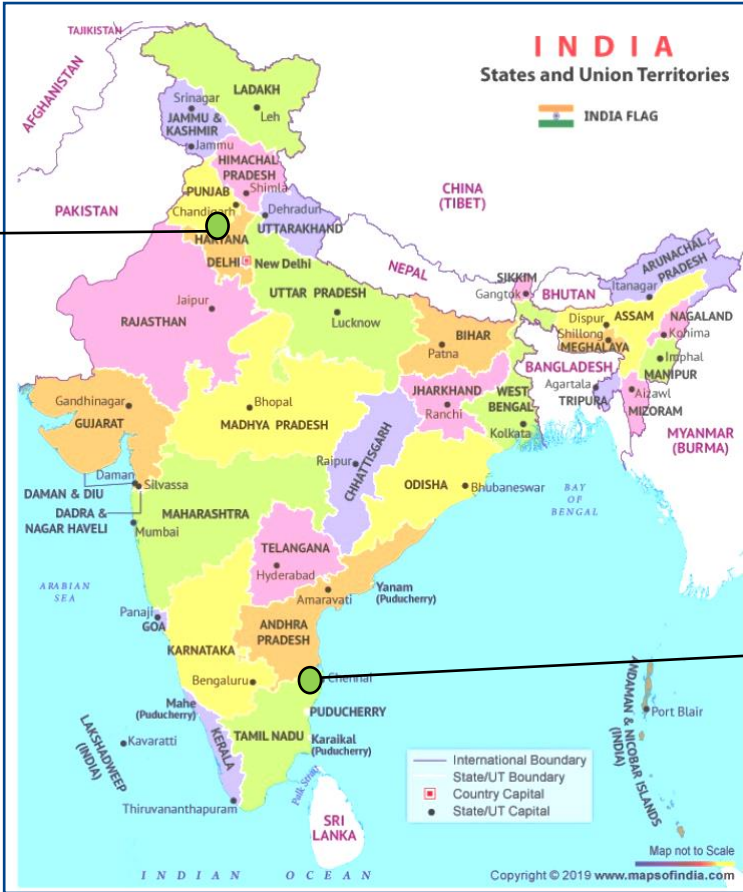 INDIA
States and Union Territories
INDIA FLAG
TAJIKISTAN
AFGHANISTAN
PAKISTAN
CHINA
(TIBET)
NEPAL
BHUTAN
BANGLADESH
MYANMAR
(BURMA)
SRI
LANKA
LADAKH
Leh
Srinagar
JAMMU &
KASHMIR
Jammu
HIMACHAL
PRADESH
Shimla
PUNJAB
Chandigarh
Dehradun
UTTARAKHAND
HARYANA
DELHI
New Delhi
UTTAR PRADESH
Lucknow
Jaipur
RAJASTHAN
BIHAR
Patna
SIKKIM
Gangtok
ARUNACHAL
PRADESH
Itanagar
ASSAM
Dispur
NAGALAND
Kohima
Shillong
MEGHALAYA
Imphal
MANIPUR
Agartala
TRIPURA
Aizawl
MIZORAM
JHARKHAND
Ranchi
WEST
BENGAL
Kolkata
Gandhinagar
GUJARAT
Bhopal
MADHYA PRADESH
CHHATTISGARH
Raipur
ODISHA
Bhubaneswar
BAY
OF
BENGAL
Daman
Silvassa
DAMAN & DIU
DADRA &
NAGAR HAVELI
MAHARASHTRA
Mumbai
TELANGANA
Hyderabad
Amaravati
Yanam
(Puducherry)
ARABIAN
SEA
Panaji
GOA
ANDHRA
PRADESH
KARNATAKA
Bengaluru
Chennai
Mahe
(Puducherry)
PUDUCHERRY
TAMIL NADU
Karaikal
(Puducherry)
KERALA
LAKSHADWEEP
(INDIA)
Kavaratti
Thiruvananthapuram
Palk Strait
Port Blair
ANDAMAN & NICOBAR ISLANDS
(INDIA)
International Boundary
State/UT Boundary
Country Capital
State/UT Capital
INDIAN OCEAN
Map not to Scale
Copyright © 2019 www.mapsofindia.com